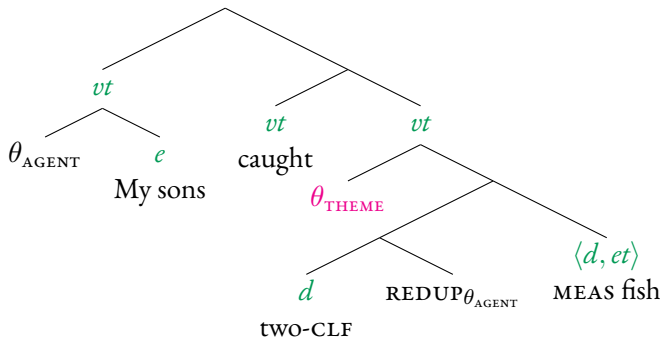 vt
vt
vt
θAGENT
e
caught
My sons
θTHEME
⟨d, et⟩
d
REDUPθAGENT
MEAS fish
two-CLF